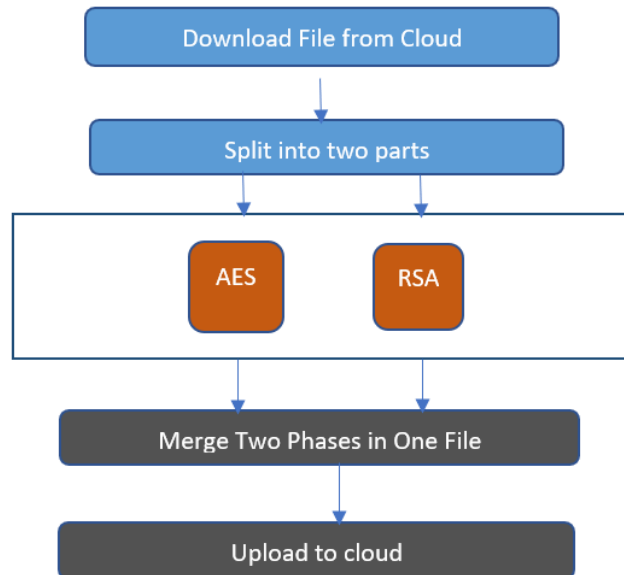 Download File from Cloud
Split into two parts
AES
RSA
Merge Two Phases in One File
Upload to cloud